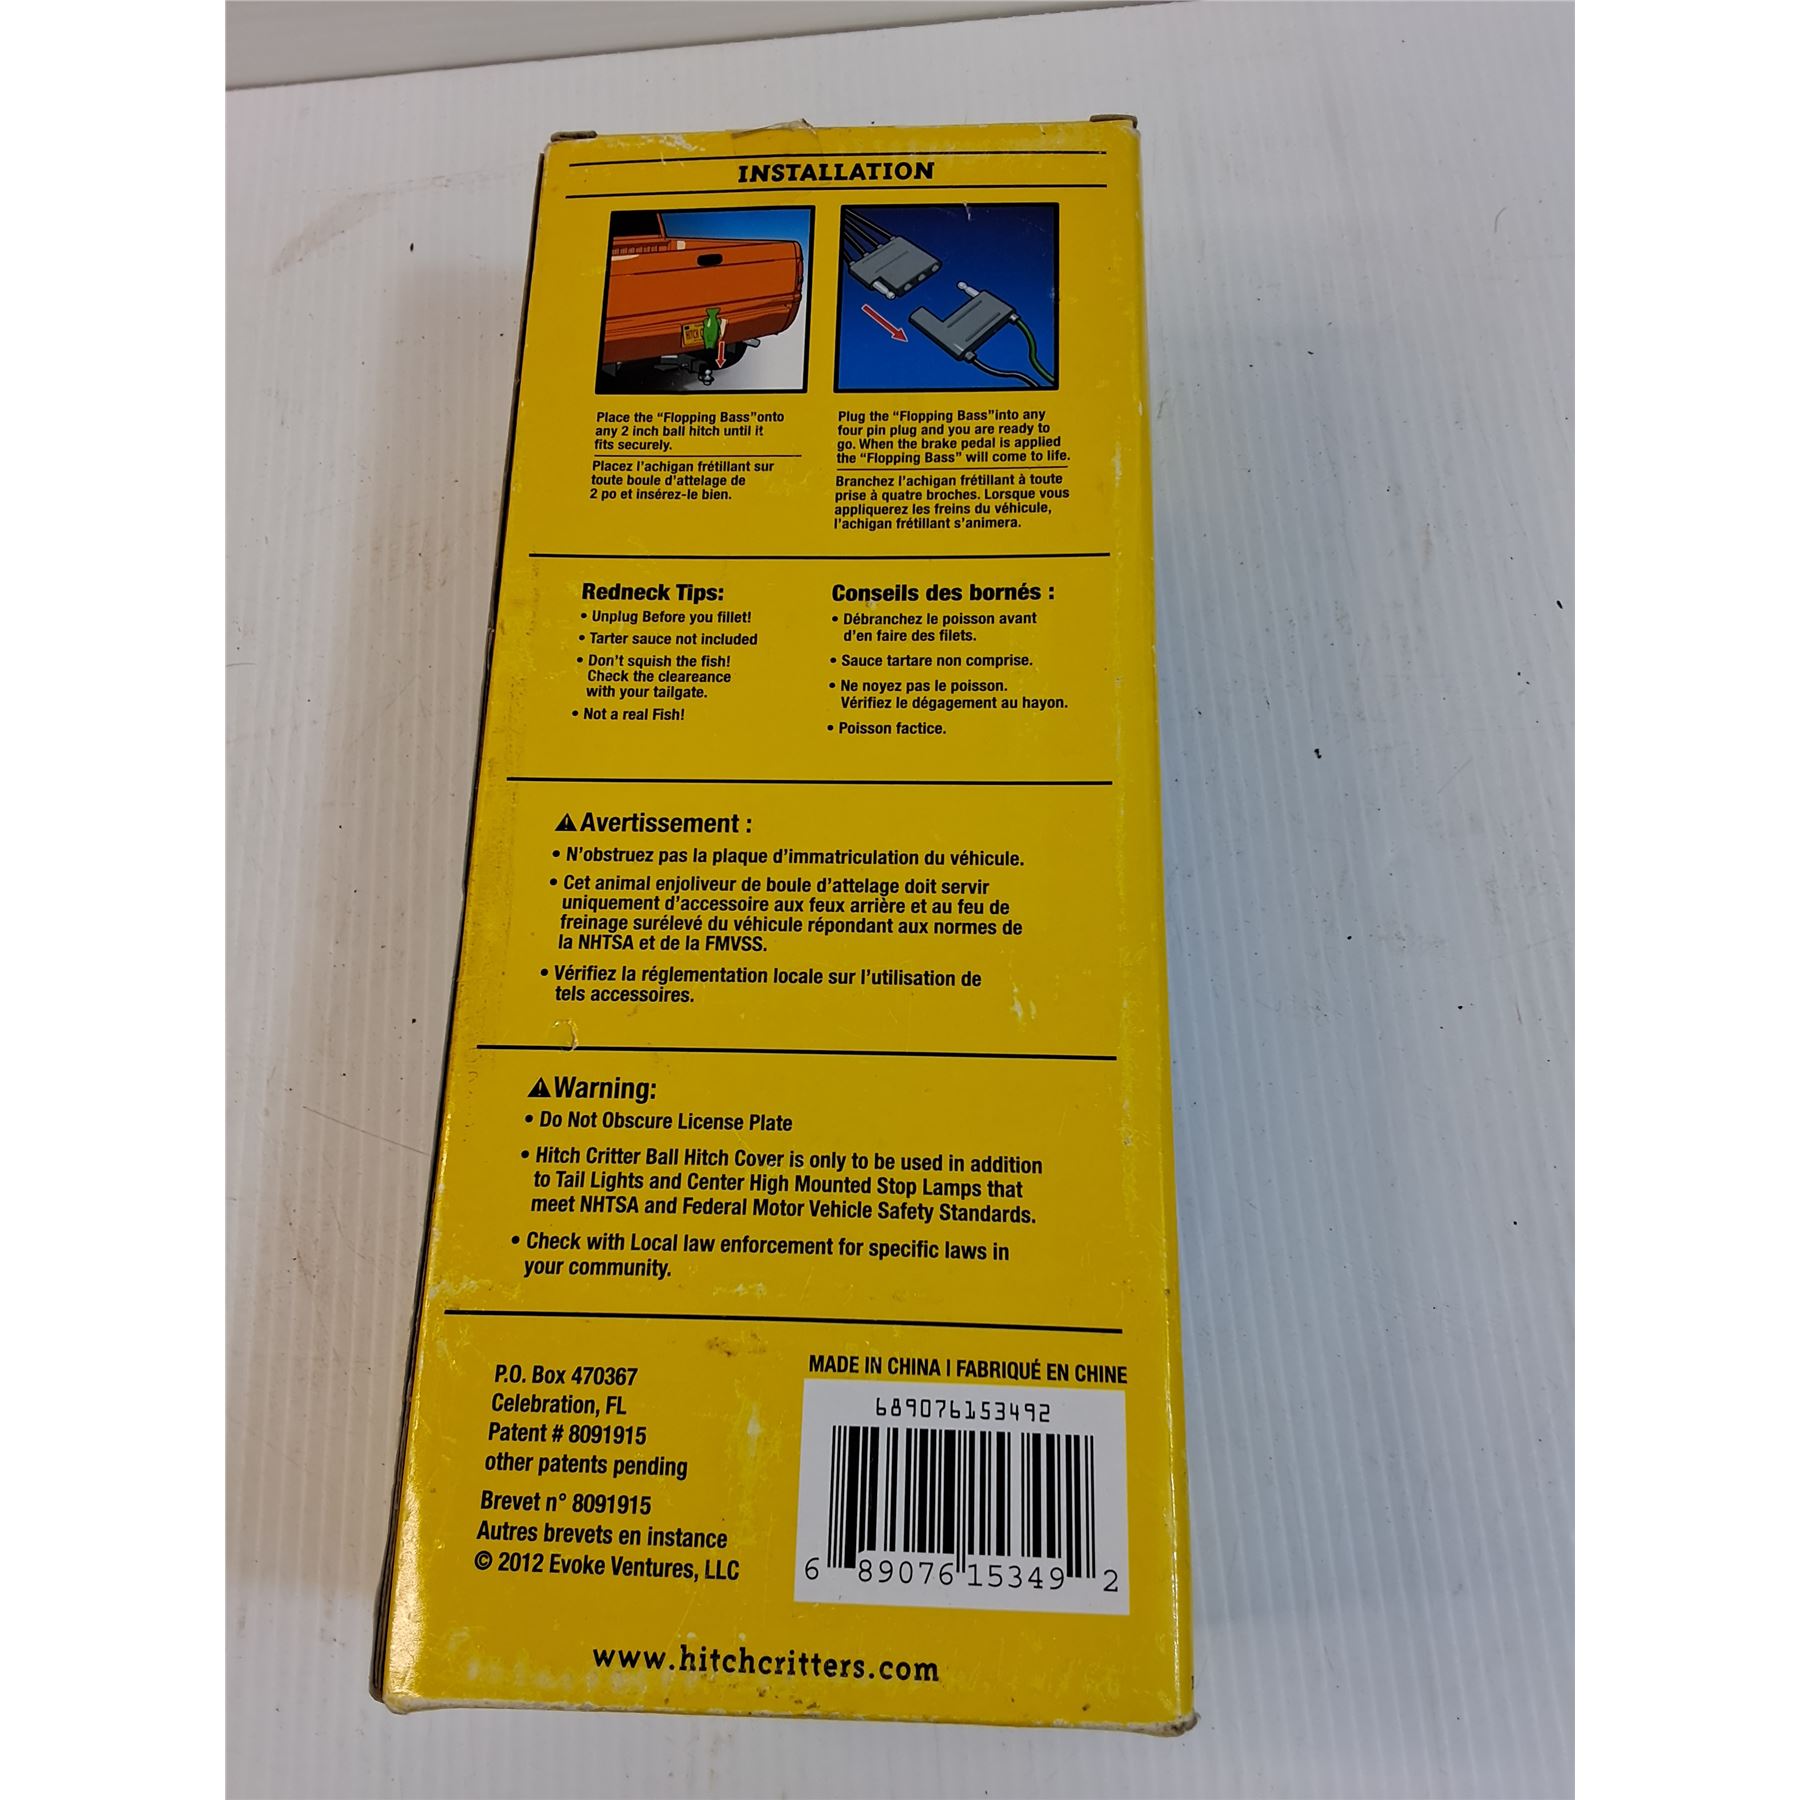 INSTALLATION
HITCH
Place the “Flopping Bass”onto
any 2 inch ball hitch until it
fits securely.
Placez l’achigan frétillant sur
toute boule d’attelage de
2 po et insérez-le bien.
Plug the “Flopping Bass”into any
four pin plug and you are ready to
go. When the brake pedal is applied
the “Flopping Bass” will come to life.
Branchez l’achigan frétillant à toute
prise à quatre broches. Lorsque vous
appliquerez les freins du véhicule,
l’achigan frétillant s’animera.
Redneck Tips:
• Unplug Before you fillet!
• Tarter sauce not included
• Don’t squish the fish!
Check the cleareance
with your tailgate.
• Not a real Fish!
Conseils des bornés :
• Débranchez le poisson avant
d’en faire des filets.
• Sauce tartare non comprise.
• Ne noyez pas le poisson.
Vérifiez le dégagement au hayon.
• Poisson factice.
Avertissement :
• N’obstruez pas la plaque d’immatriculation du véhicule.
• Cet animal enjoliveur de boule d’attelage doit servir
uniquement d’accessoire aux feux arrière et au feu de
freinage surélevé du véhicule répondant aux normes de
la NHTSA et de la FMVSS.
• Vérifiez la réglementation locale sur l’utilisation de
tels accessoires.
Warning:
• Do Not Obscure License Plate
• Hitch Critter Ball Hitch Cover is only to be used in addition
to Tail Lights and Center High Mounted Stop Lamps that
meet NHTSA and Federal Motor Vehicle Safety Standards.
• Check with Local law enforcement for specific laws in
your community.
P.O. Box 470367
Celebration, FL
Patent # 8091915
other patents pending
Brevet n° 8091915
Autres brevets en instance
© 2012 Evoke Ventures, LLC
MADE IN CHINA I FABRIQUÉ EN CHINE
689076153492
6 89076 15349 2
www.hitchcritters.com